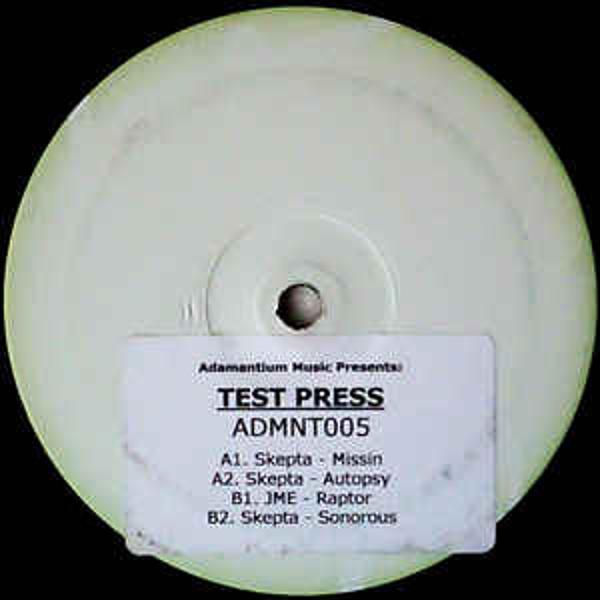 Adamantium Music Presents:
TEST PRESS
ADMNT005
A1. Skepta - Missin
A2. Skepta - Autopsy
B1. JME - Raptor
B2. Skepta - Sonorous